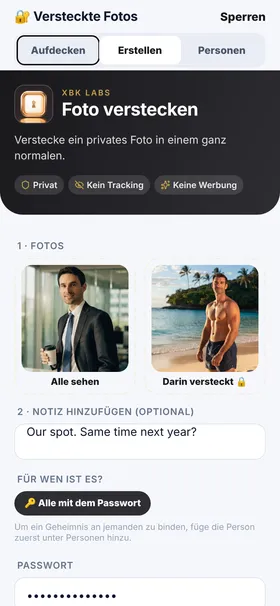 🔐 Versteckte Fotos
Sperren
Aufdecken
Erstellen
Personen
XBK LABS
Foto verstecken
Verstecke ein privates Foto in einem ganz
normalen.
Privat
Kein Tracking
Keine Werbung
1 · FOTOS
Alle sehen
Darin versteckt 🔒
2 · NOTIZ HINZUFÜGEN (OPTIONAL)
Our spot. Same time next year?
FÜR WEN IST ES?
🔑 Alle mit dem Passwort
Um ein Geheimnis an jemanden zu binden, füge die Person
zuerst unter Personen hinzu.
PASSWORT
••••••••••••••